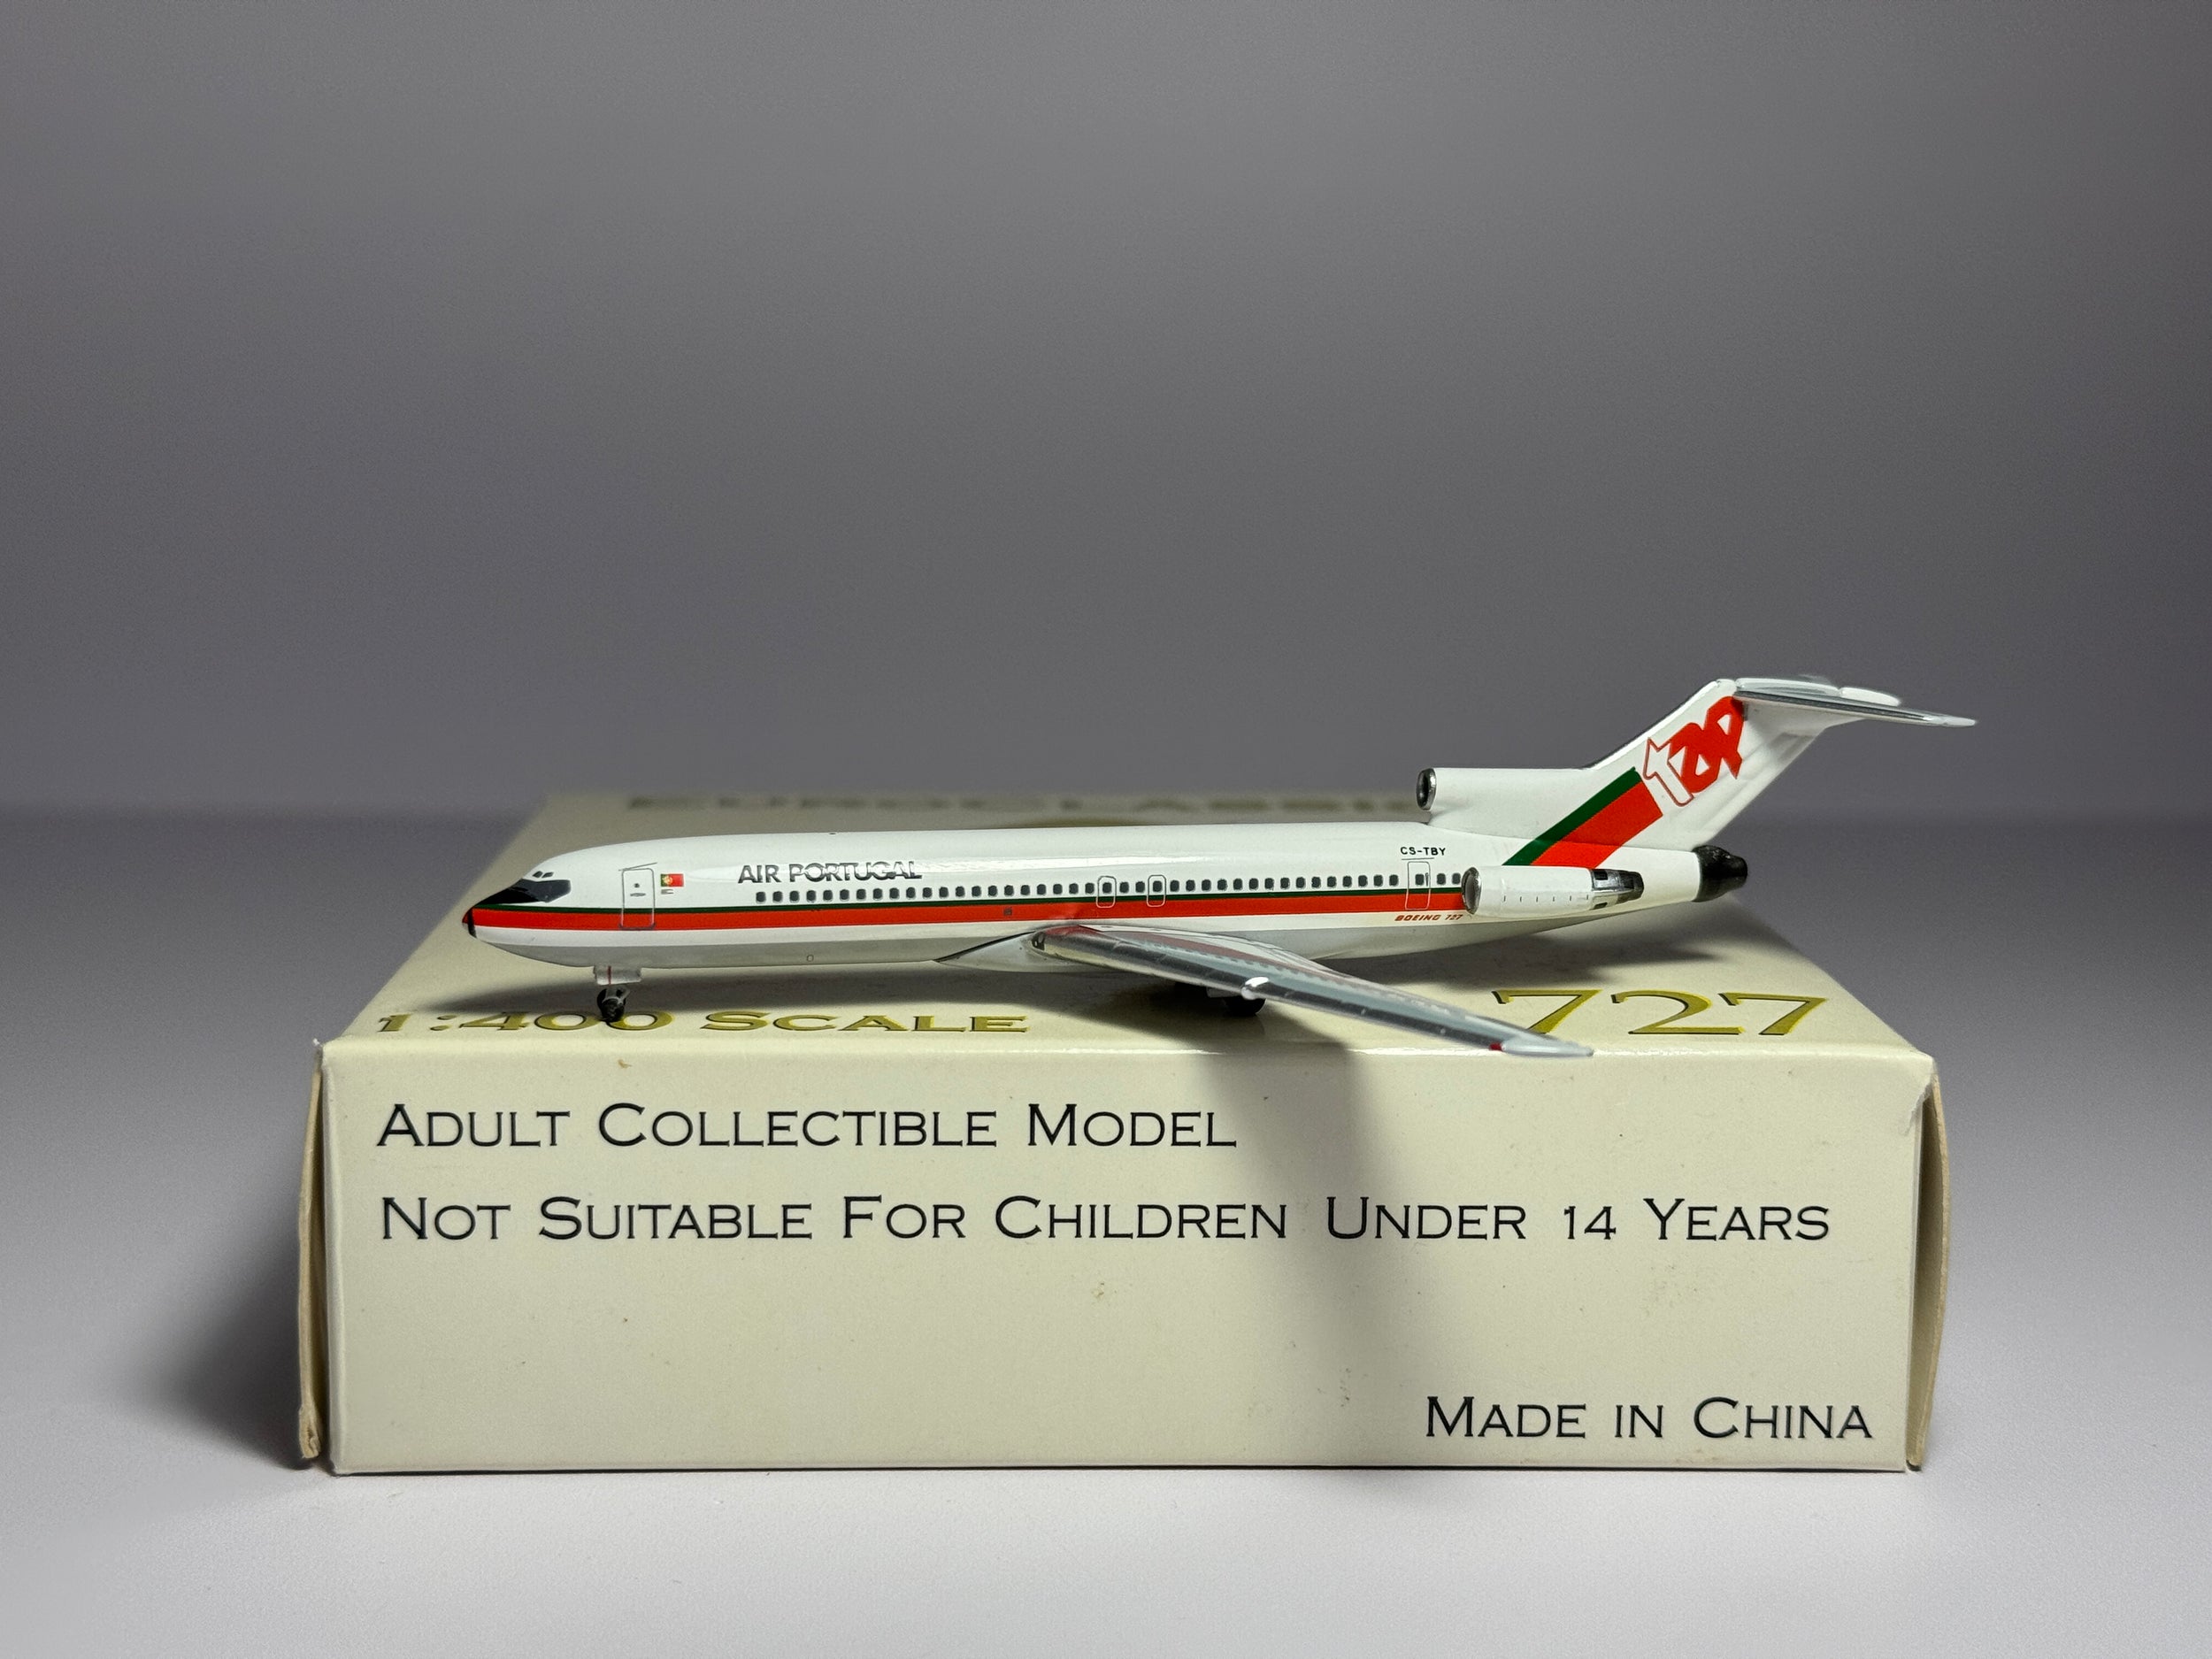 tap
AIR PORTUGAL
CS-TBY
BOEING 727
1:400 SCALE
727
ADULT COLLECTIBLE MODEL
NOT SUITABLE FOR CHILDREN UNDER 14 YEARS
MADE IN CHINA